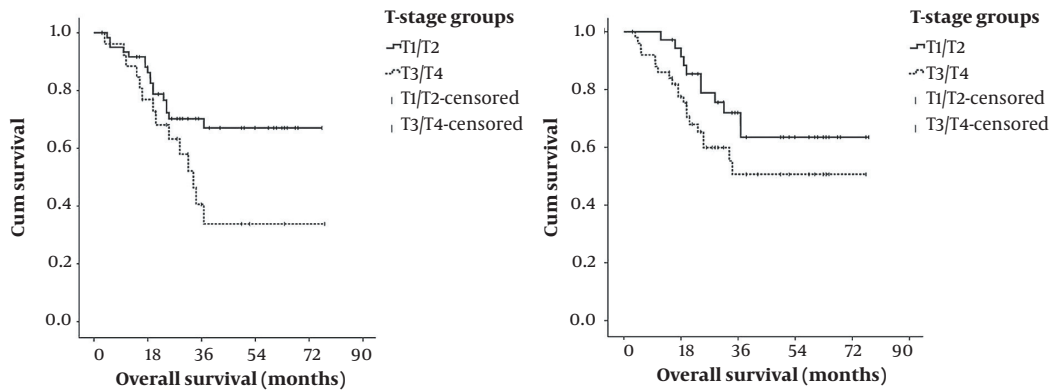 T-stage groups
T1/T2
T3/T4
T1/T2-censored
T3/T4-censored
1.0
0.8
0.6
0.4
0.2
0.0
Cum survival
0 18 36 54 72 90
Overall survival (months)
T-stage groups
T1/T2
T3/T4
T1/T2-censored
T3/T4-censored
1.0
0.8
0.6
0.4
0.2
0.0
Cum survival
0 18 36 54 72 90
Overall survival (months)